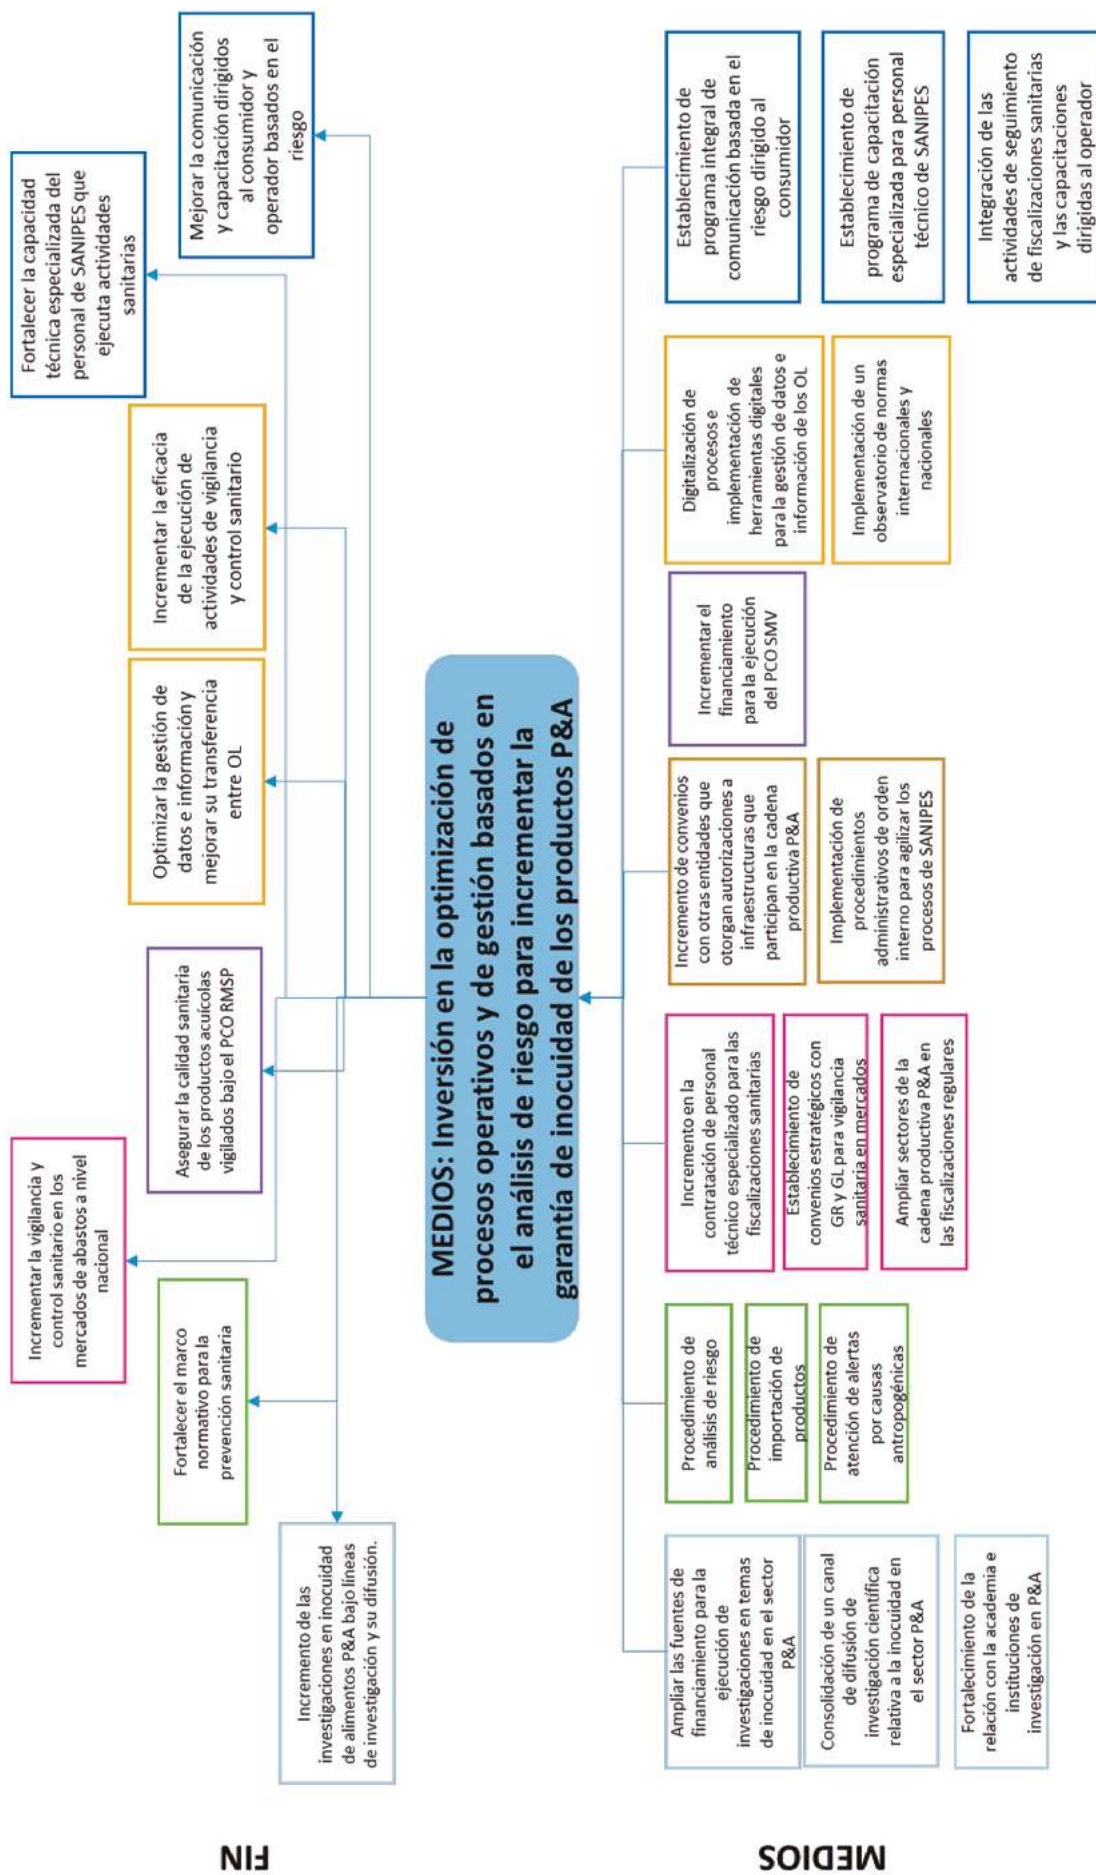 FIN
Incremento de las
investigaciones en inocuidad
de alimentos P&A bajo líneas
de investigación y su difusión.
Fortalecer el marco
normativo para la
prevención sanitaria
Incrementar la vigilancia y
control sanitario en los
mercados de abastos a nivel
nacional
Asegurar la calidad sanitaria
de los productos acuícolas
vigilados bajo el PCO RMSP
Optimizar la gestión de
datos e información y
mejorar su transferencia
entre OL
Incrementar la eficacia
de la ejecución de
actividades de vigilancia
y control sanitario
Fortalecer la capacidad
técnica especializada del
personal de SANIPES que
ejecuta actividades
sanitarias
Mejorar la comunicación
y capacitación dirigidos
al consumidor y
operador basados en el
riesgo
MEDIOS: Inversión en la optimización de
procesos operativos y de gestión basados en
el análisis de riesgo para incrementar la
garantía de inocuidad de los productos P&A
MEDIOS
Ampliar las fuentes de
financiamiento para la
ejecución de
investigaciones en temas
de inocuidad en el sector
P&A
Consolidación de un canal
de difusión de
investigación científica
relativa a la inocuidad en
el sector P&A
Fortalecimiento de la
relación con la academia e
instituciones de
investigación en P&A
Procedimiento de
análisis de riesgo
Procedimiento de
importación de
productos
Procedimiento de
atención de alertas
por causas
antropogénicas
Incremento en la
contratación de personal
técnico especializado para las
fiscalizaciones sanitarias
Establecimiento de
convenios estratégicos con
GR y GL para vigilancia
sanitaria en mercados
Ampliar sectores de la
cadena productiva P&A en
las fiscalizaciones regulares
Incremento de convenios
con otras entidades que
otorgan autorizaciones a
infraestructuras que
participan en la cadena
productiva P&A
Implementación de
procedimientos
administrativos de orden
interno para agilizar los
procesos de SANIPES
Incrementar el
financiamiento
para la ejecución
del PCO SMV
Digitalización de
procesos e
implementación de
herramientas digitales
para la gestión de datos e
información de los OL
Implementación de un
observatorio de normas
internacionales y
nacionales
Establecimiento de
programa integral de
comunicación basada en el
riesgo dirigido al
consumidor
Establecimiento de
programa de capacitación
especializada para personal
técnico de SANIPES
Integración de las
actividades de seguimiento
de fiscalizaciones sanitarias
y las capacitaciones
dirigidas al operador